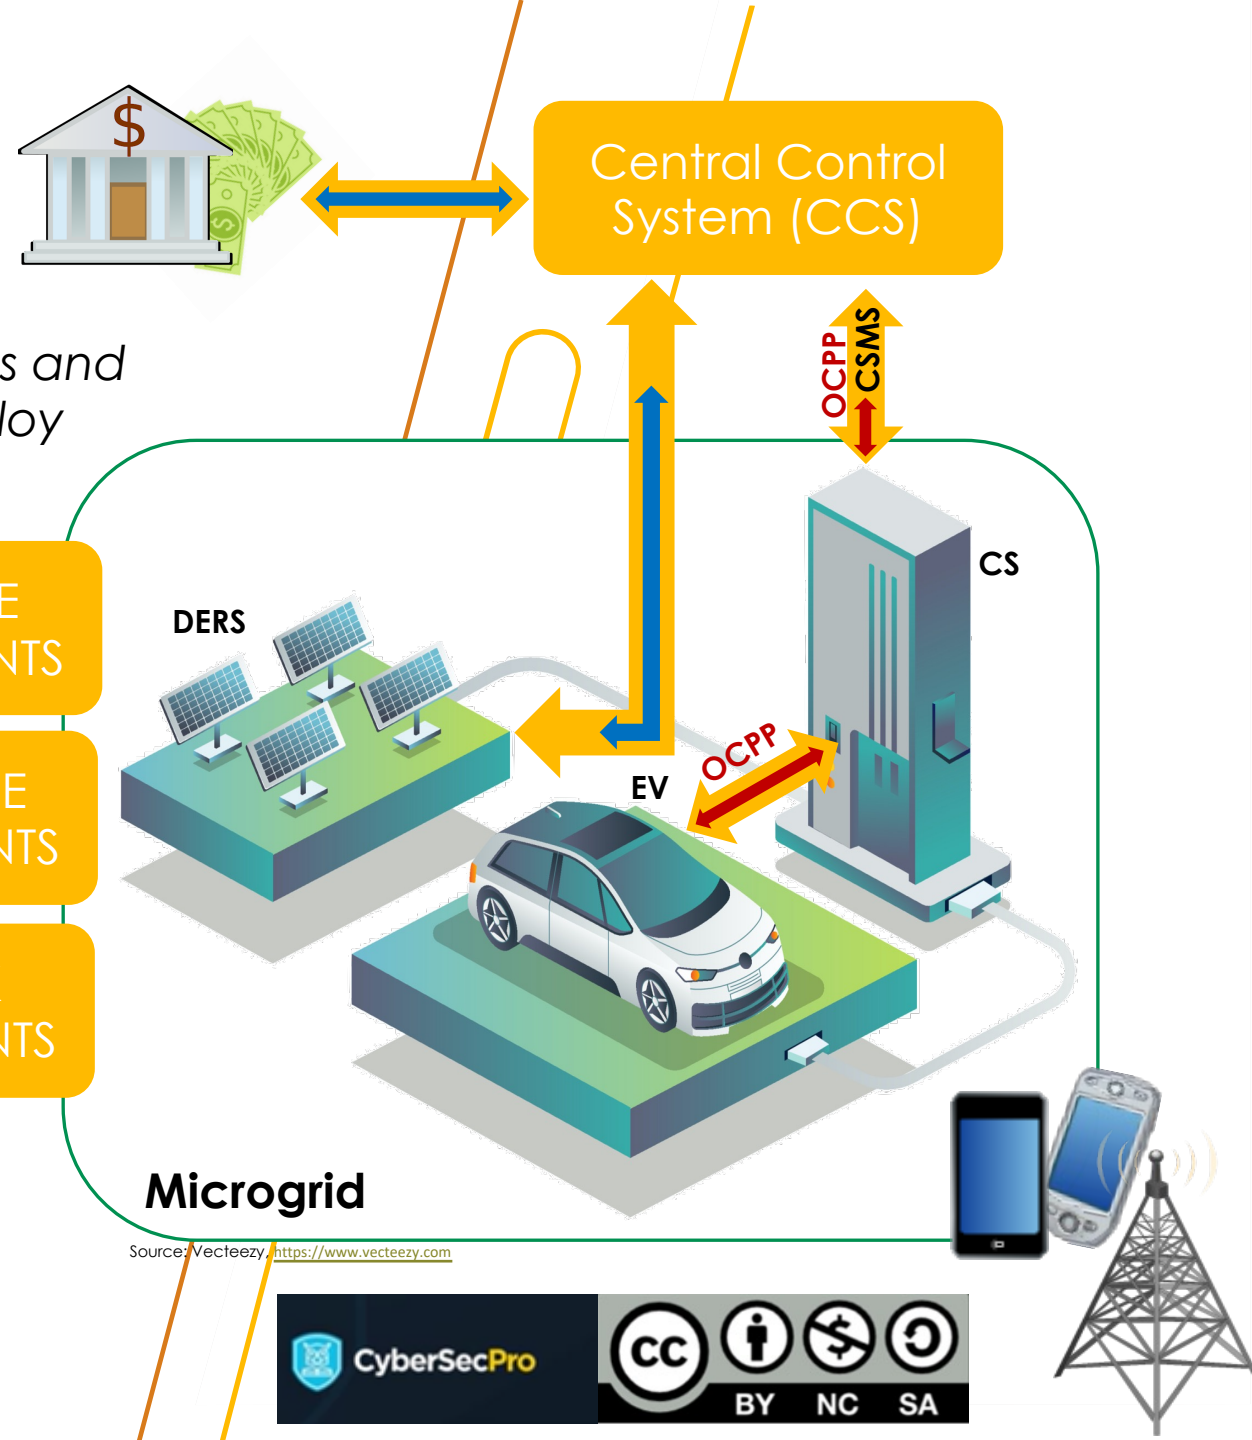 $
Central Control
System (CCS)
OCPP
CSMS
s and
loy
CS
E
NTS
DERS
OCPP
EV
E
NTS
NTS
Microgrid
Source: Vecteezy, https://www.vecteezy.com
CyberSecPro
cc
BY NC SA